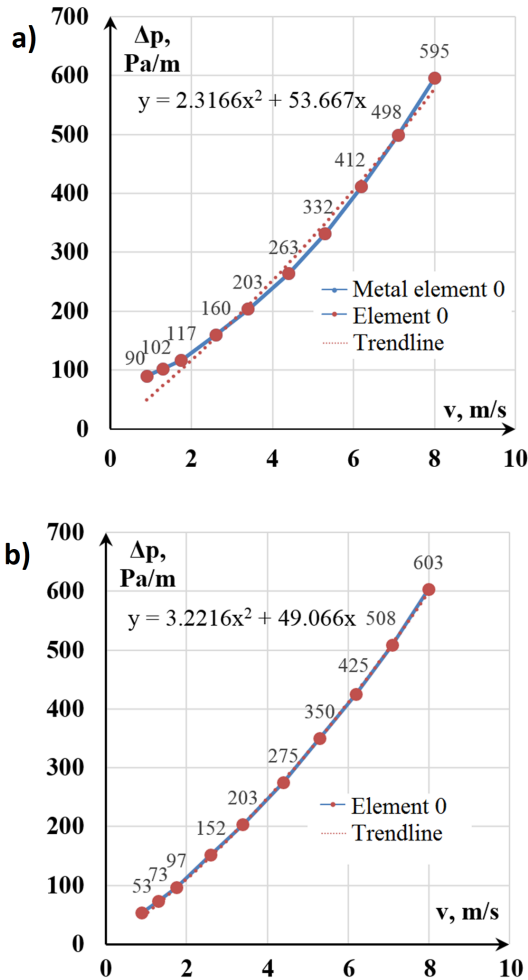 a)
Δp,
Pa/m
700
600
500
400
300
200
100
0
0 2 4 6 8 10
y = 2.3166x² + 53.667x
90 102 117 160 203 263 332 412 498 595
Metal element 0
Element 0
Trendline
v, m/s
b)
Δp,
Pa/m
700
600
500
400
300
200
100
0
0 2 4 6 8 10
y = 3.2216x² + 49.066x
53 73 97 152 203 275 350 425 508 603
Element 0
Trendline
v, m/s